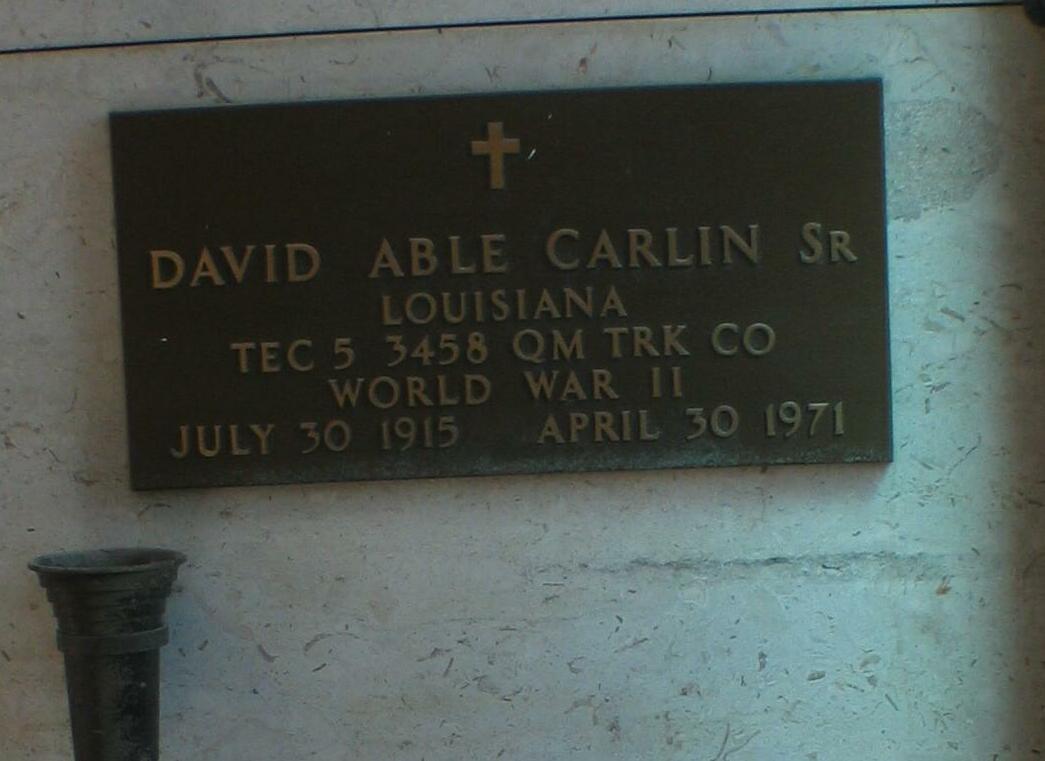 DAVID ABLE CARLIN SR
LOUISIANA
TEC 5 3458 QM TRK CO
WORLD WAR II
JULY 30 1915 APRIL 30 1971